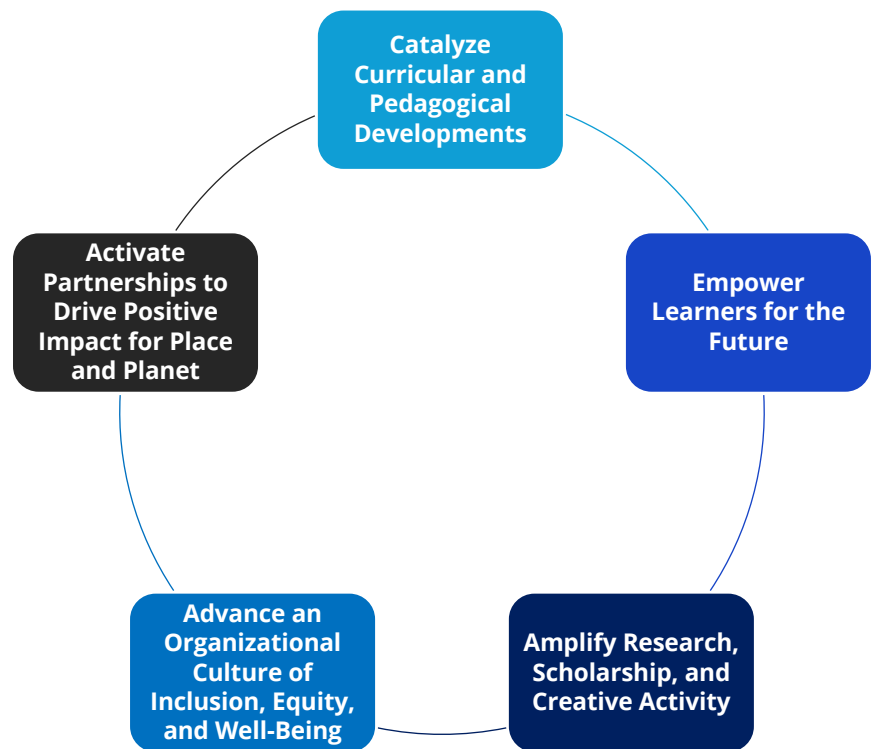 Catalyze
Curricular and
Pedagogical
Developments
Empower
Learners for the
Future
Amplify Research,
Scholarship, and
Creative Activity
Advance an
Organizational
Culture of
Inclusion, Equity,
and Well-Being
Activate
Partnerships to
Drive Positive
Impact for Place
and Planet